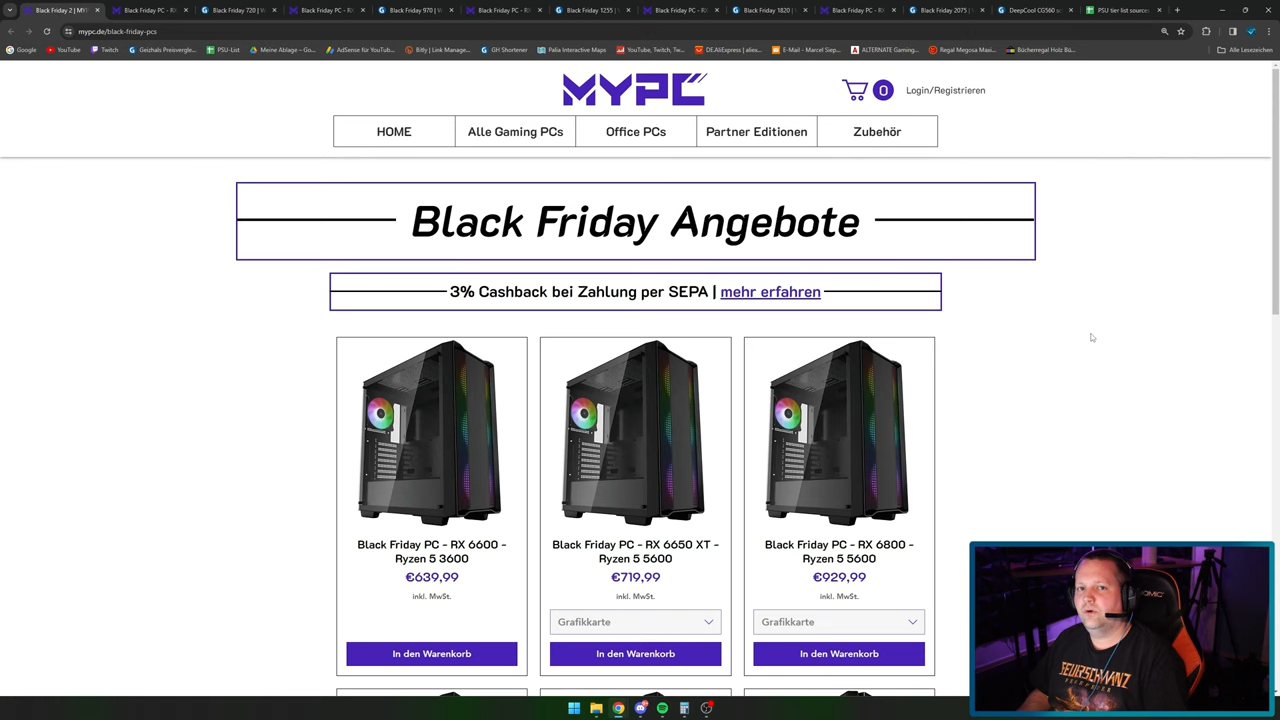 Black Friday 2 | MY
Black Friday PC - R
Black Friday 720 | V
Black Friday PC - R
Black Friday 970 | V
Black Friday PC - R
Black Friday 1255 |
Black Friday PC - R
Black Friday 1820 |
Black Friday PC - R
Black Friday 2075 |
DeepCool CG560 s
PSU tier list source
mypc.de/black-friday-pcs
Google
YouTube
Twitch
Geizhals Preisvergle...
PSU-List
Meine Ablage – Go...
AdSense für YouTub...
Bitly | Link Manage...
GH Shortener
Palia Interactive Maps
YouTube, Twitch, Tw...
DE.AliExpress | aliex...
E-Mail – Marcel Siep...
ALTERNATE Gaming...
Regal Megosa Maxi...
Bücherregal Holz Bü...
Alle Lesezeichen
MYPC
0
Login/Registrieren
HOME
Alle Gaming PCs
Office PCs
Partner Editionen
Zubehör
Black Friday Angebote
3% Cashback bei Zahlung per SEPA | mehr erfahren
Black Friday PC - RX 6600 -
Ryzen 5 3600
€639,99
inkl. MwSt.
In den Warenkorb
Black Friday PC - RX 6650 XT -
Ryzen 5 5600
€719,99
inkl. MwSt.
Grafikkarte
In den Warenkorb
Black Friday PC - RX 6800 -
Ryzen 5 5600
€929,99
inkl. MwSt.
Grafikkarte
In den Warenkorb
FEUERSCHWANZ